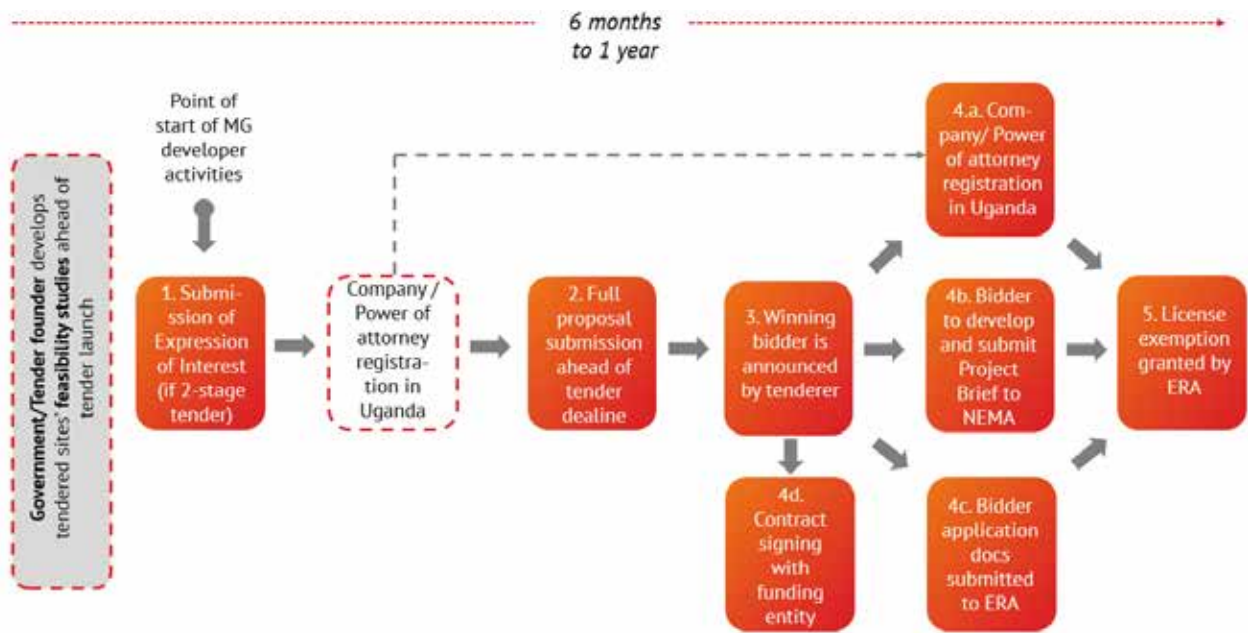 6 months
to 1 year
Point of
start of MG
developer
activities
Government/Tender founder develops
tendered sites' feasibility studies ahead of
tender launch
1. Submi-
ssion of
Expression
of Interest
(if 2-stage
tender)
Company /
Power of
attorney
registra-
tion in
Uganda
2. Full
proposal
submission
ahead of
tender
dealine
3. Winning
bidder is
announced
by tenderer
4.a. Com-
pany/ Power
of attorney
registration
in Uganda
4b. Bidder
to develop
and submit
Project
Brief to
NEMA
4c. Bidder
application
docs
submitted
to ERA
4d.
Contract
signing
with
funding
entity
5. License
exemption
granted by
ERA